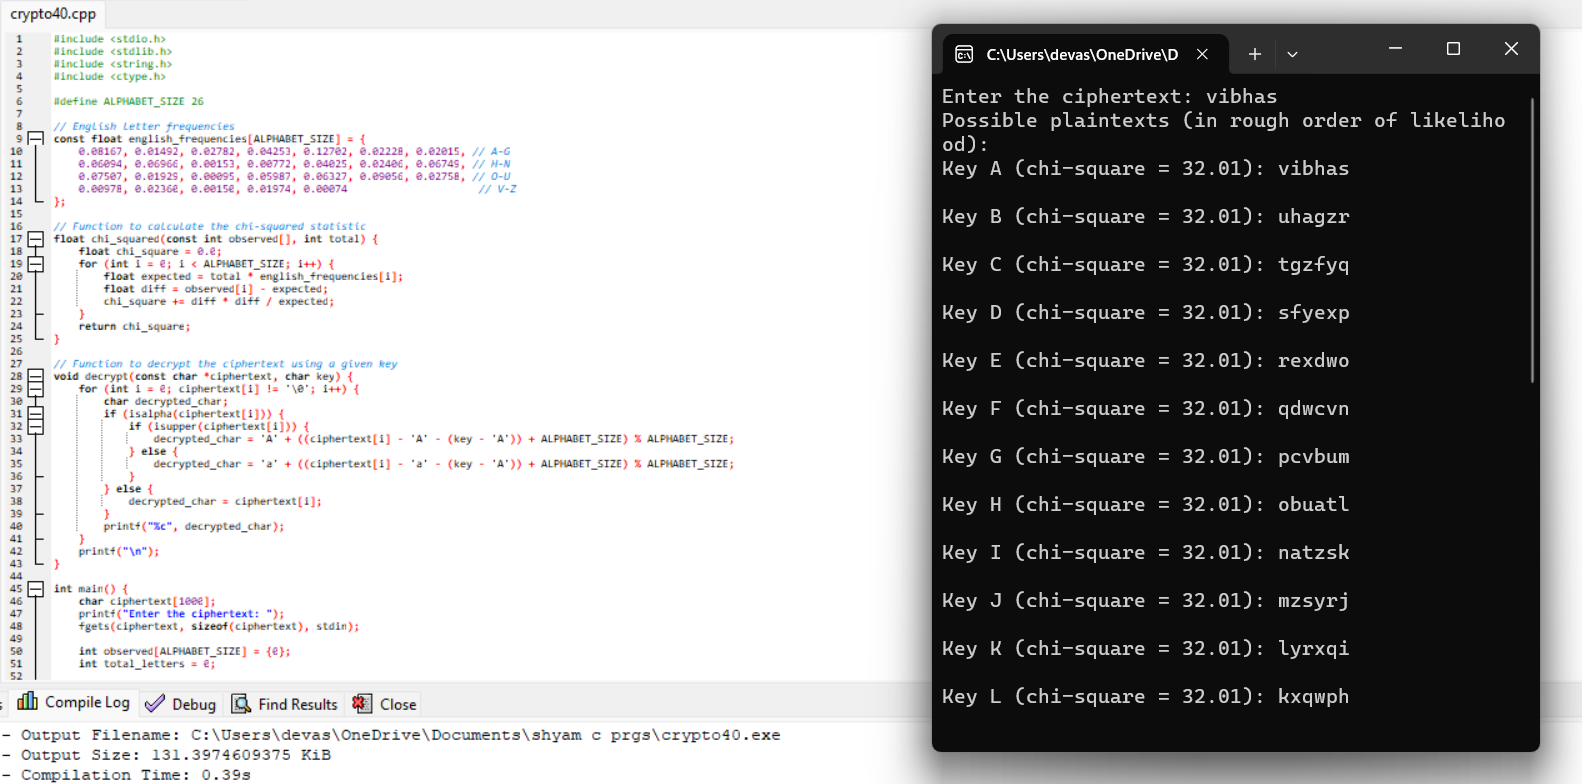 crypto40.cpp
1 #include <stdio.h>
2 #include <stdlib.h>
3 #include <string.h>
4 #include <ctype.h>
5
6 #define ALPHABET_SIZE 26
7
8 // English letter frequencies
9 const float english_frequencies[ALPHABET_SIZE] = {
10 0.08167, 0.01492, 0.02782, 0.04253, 0.12702, 0.02228, 0.02015, // A-G
11 0.06094, 0.06966, 0.00153, 0.00772, 0.04025, 0.02406, 0.06749, // H-N
12 0.07507, 0.01929, 0.00095, 0.05987, 0.06327, 0.09056, 0.02758, // O-U
13 0.00978, 0.02360, 0.00150, 0.01974, 0.00074 // V-Z
14 };
15
16 // Function to calculate the chi-squared statistic
17 float chi_squared(const int observed[], int total) {
18 float chi_square = 0.0;
19 for (int i = 0; i < ALPHABET_SIZE; i++) {
20 float expected = total * english_frequencies[i];
21 float diff = observed[i] - expected;
22 chi_square += diff * diff / expected;
23 }
24 return chi_square;
25 }
26
27 // Function to decrypt the ciphertext using a given key
28 void decrypt(const char *ciphertext, char key) {
29 for (int i = 0; ciphertext[i] != '\0'; i++) {
30 char decrypted_char;
31 if (isalpha(ciphertext[i])) {
32 if (isupper(ciphertext[i])) {
33 decrypted_char = 'A' + ((ciphertext[i] - 'A' - (key - 'A')) + ALPHABET_SIZE) % ALPHABET_SIZE;
34 } else {
35 decrypted_char = 'a' + ((ciphertext[i] - 'a' - (key - 'A')) + ALPHABET_SIZE) % ALPHABET_SIZE;
36 }
37 } else {
38 decrypted_char = ciphertext[i];
39 }
40 printf("%c", decrypted_char);
41 }
42 printf("\n");
43 }
44
45 int main() {
46 char ciphertext[1000];
47 printf("Enter the ciphertext: ");
48 fgets(ciphertext, sizeof(ciphertext), stdin);
49
50 int observed[ALPHABET_SIZE] = {0};
51 int total_letters = 0;
52
Compile Log Debug Find Results Close
- Output Filename: C:\Users\devas\OneDrive\Documents\shyam c prgs\crypto40.exe
- Output Size: 131.3974609375 KiB
- Compilation Time: 0.39s
C:\Users\devas\OneDrive\D
Enter the ciphertext: vibhas
Possible plaintexts (in rough order of likeliho
od):
Key A (chi-square = 32.01): vibhas
Key B (chi-square = 32.01): uhagzr
Key C (chi-square = 32.01): tgzfyq
Key D (chi-square = 32.01): sfyexp
Key E (chi-square = 32.01): rexdwo
Key F (chi-square = 32.01): qdwcvn
Key G (chi-square = 32.01): pcvbum
Key H (chi-square = 32.01): obuatl
Key I (chi-square = 32.01): natzsk
Key J (chi-square = 32.01): mzsyrj
Key K (chi-square = 32.01): lyrxqi
Key L (chi-square = 32.01): kxqwph